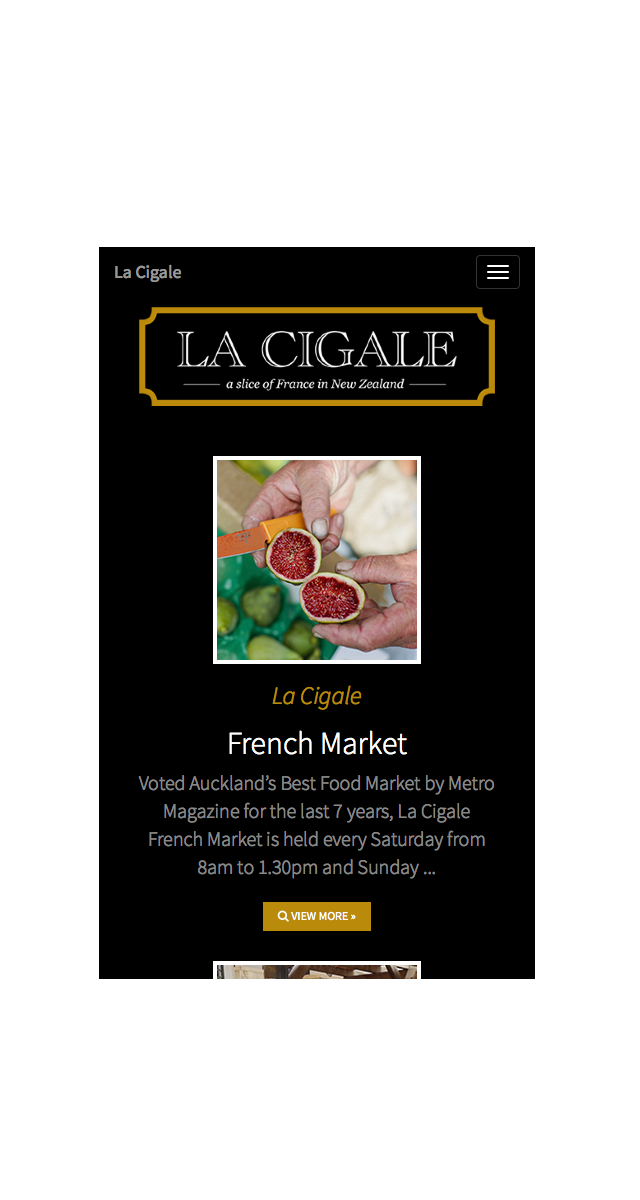 La Cigale
LA CIGALE
a slice of France in New Zealand
La Cigale
French Market
Voted Auckland’s Best Food Market by Metro
Magazine for the last 7 years, La Cigale
French Market is held every Saturday from
8am to 1.30pm and Sunday ...
VIEW MORE »